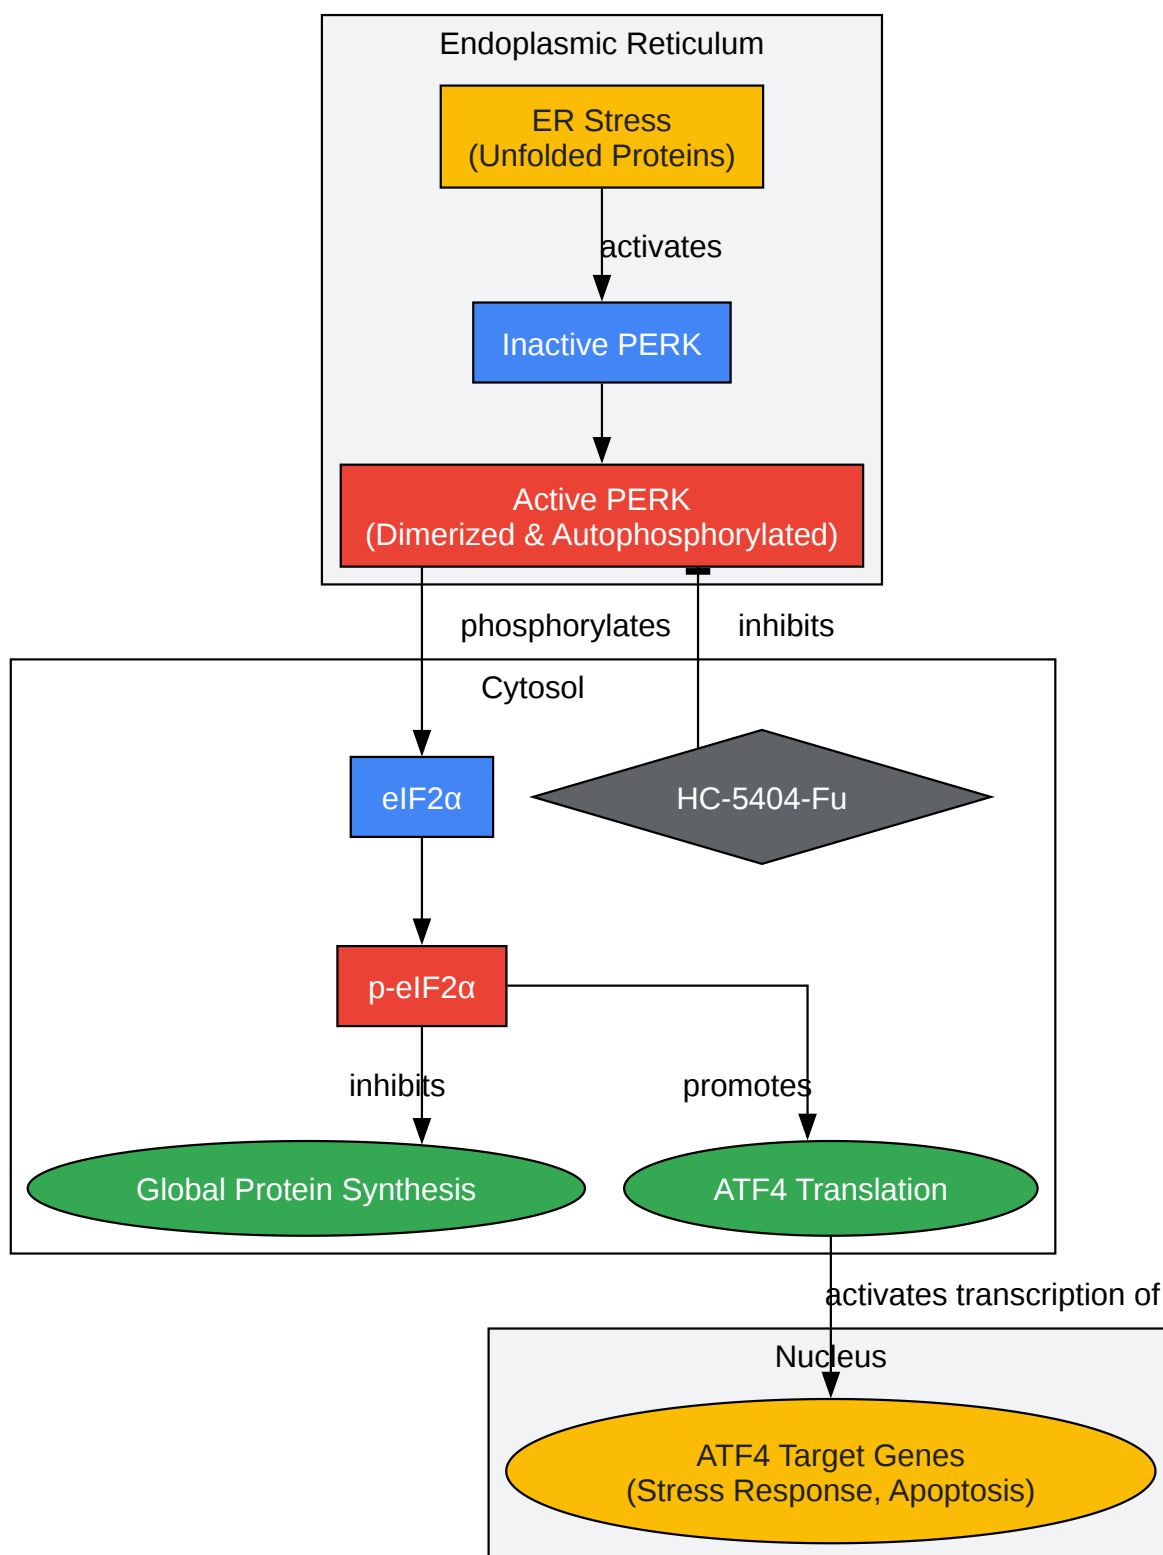 Endoplasmic Reticulum
ER Stress
(Unfolded Proteins)
activates
Inactive PERK
Active PERK
(Dimerized & Autophosphorylated)
phosphorylates
inhibits
Cytosol
eIF2α
HC-5404-Fu
p-eIF2α
inhibits
promotes
Global Protein Synthesis
ATF4 Translation
activates transcription of
Nucleus
ATF4 Target Genes
(Stress Response, Apoptosis)